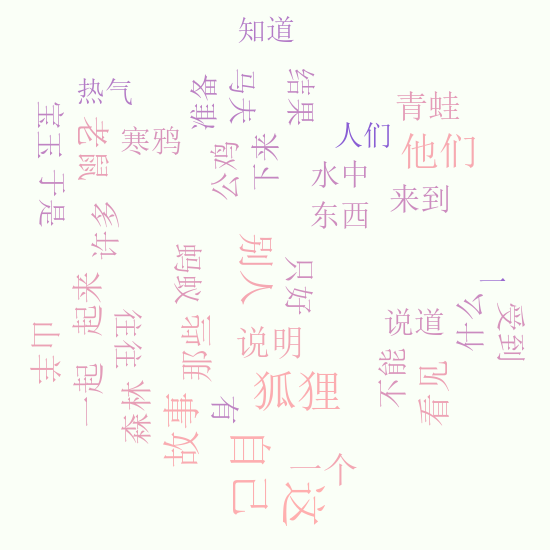 知道
热气
准备
马夫
结果
青蛙
宝玉
老鼠
寒鸦
人们
他们
公鸡
下来
水中
于是
来到
东西
许多
蚂蚁
别人
只好
一
起来
山羊
往往
那些
说明
说道
什么
受到
一起
森林
不能
看见
狐狸
故事
有
自己
一个
这